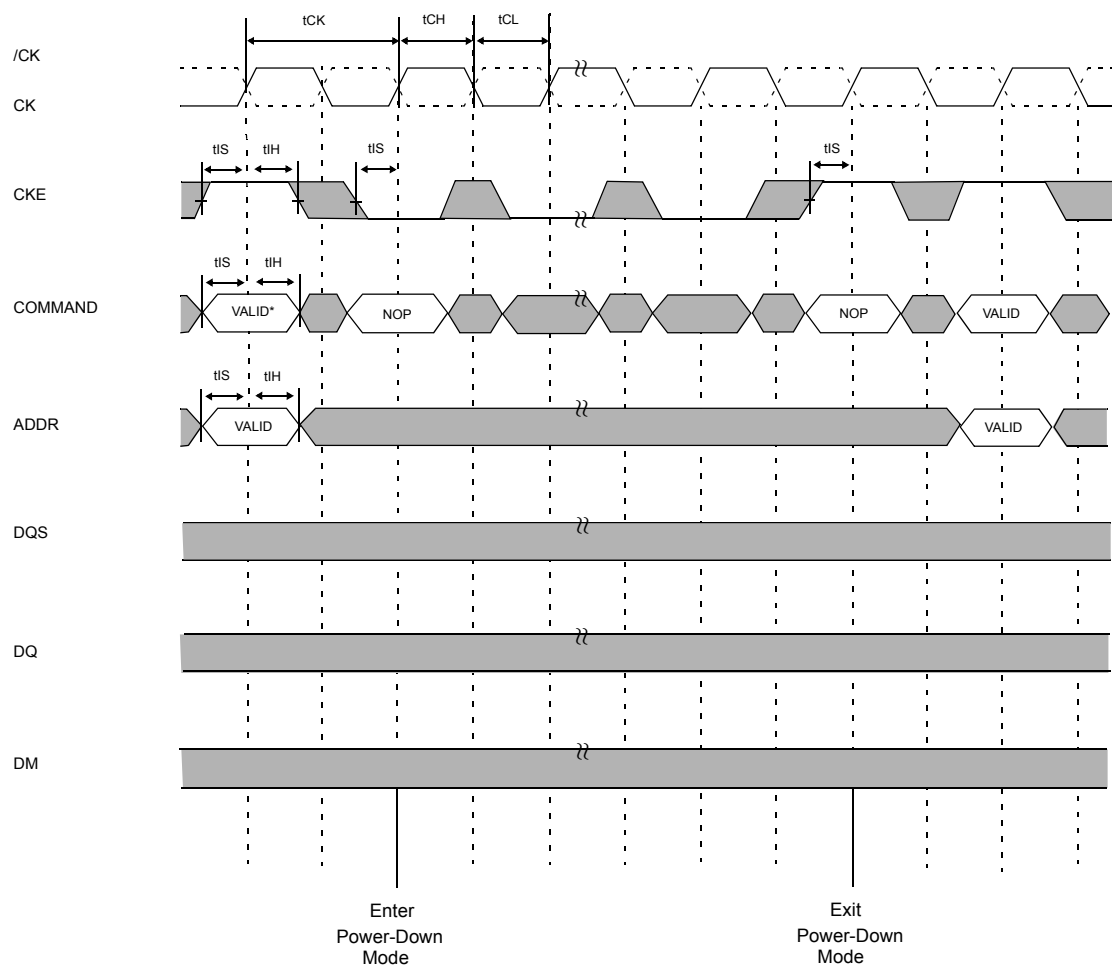 tCK
tCH
tCL
/CK
CK
tIS
tIH
tIS
tIS
CKE
tIS
tIH
COMMAND
VALID*
NOP
NOP
VALID
tIS
tIH
ADDR
VALID
VALID
DQS
DQ
DM
Enter
Power-Down
Mode
Exit
Power-Down
Mode